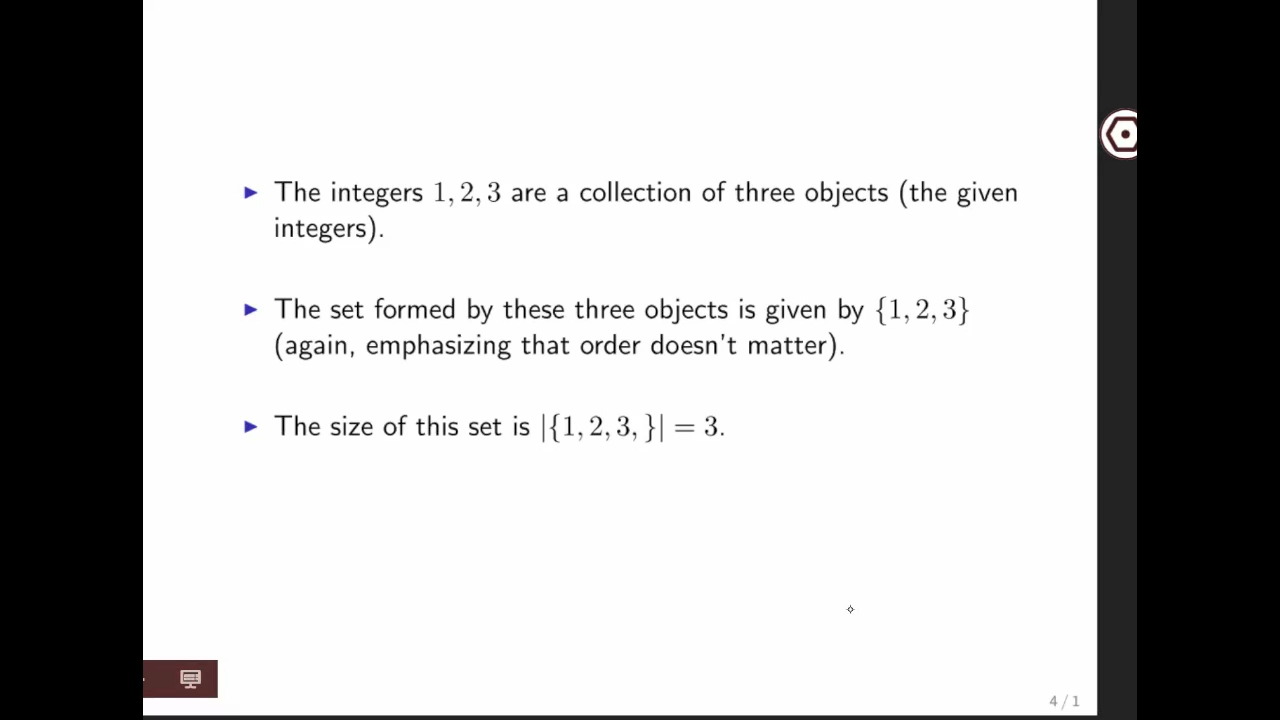 The integers 1, 2, 3 are a collection of three objects (the given
integers).
The set formed by these three objects is given by {1, 2, 3}
(again, emphasizing that order doesn't matter).
The size of this set is |{1, 2, 3, }| = 3.
4 / 1